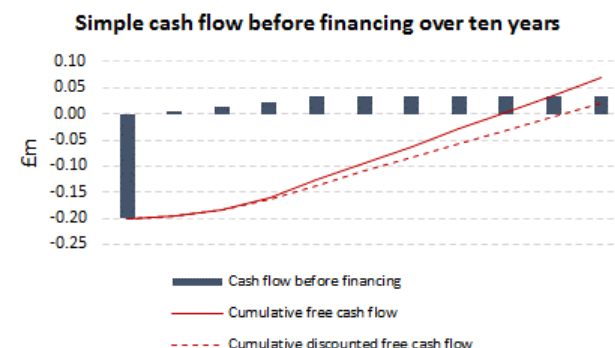 Simple cash flow before financing over ten years
0.10
0.05
0.00
-0.05
-0.10
-0.15
-0.20
-0.25
£m
Cash flow before financing
Cumulative free cash flow
Cumulative discounted free cash flow